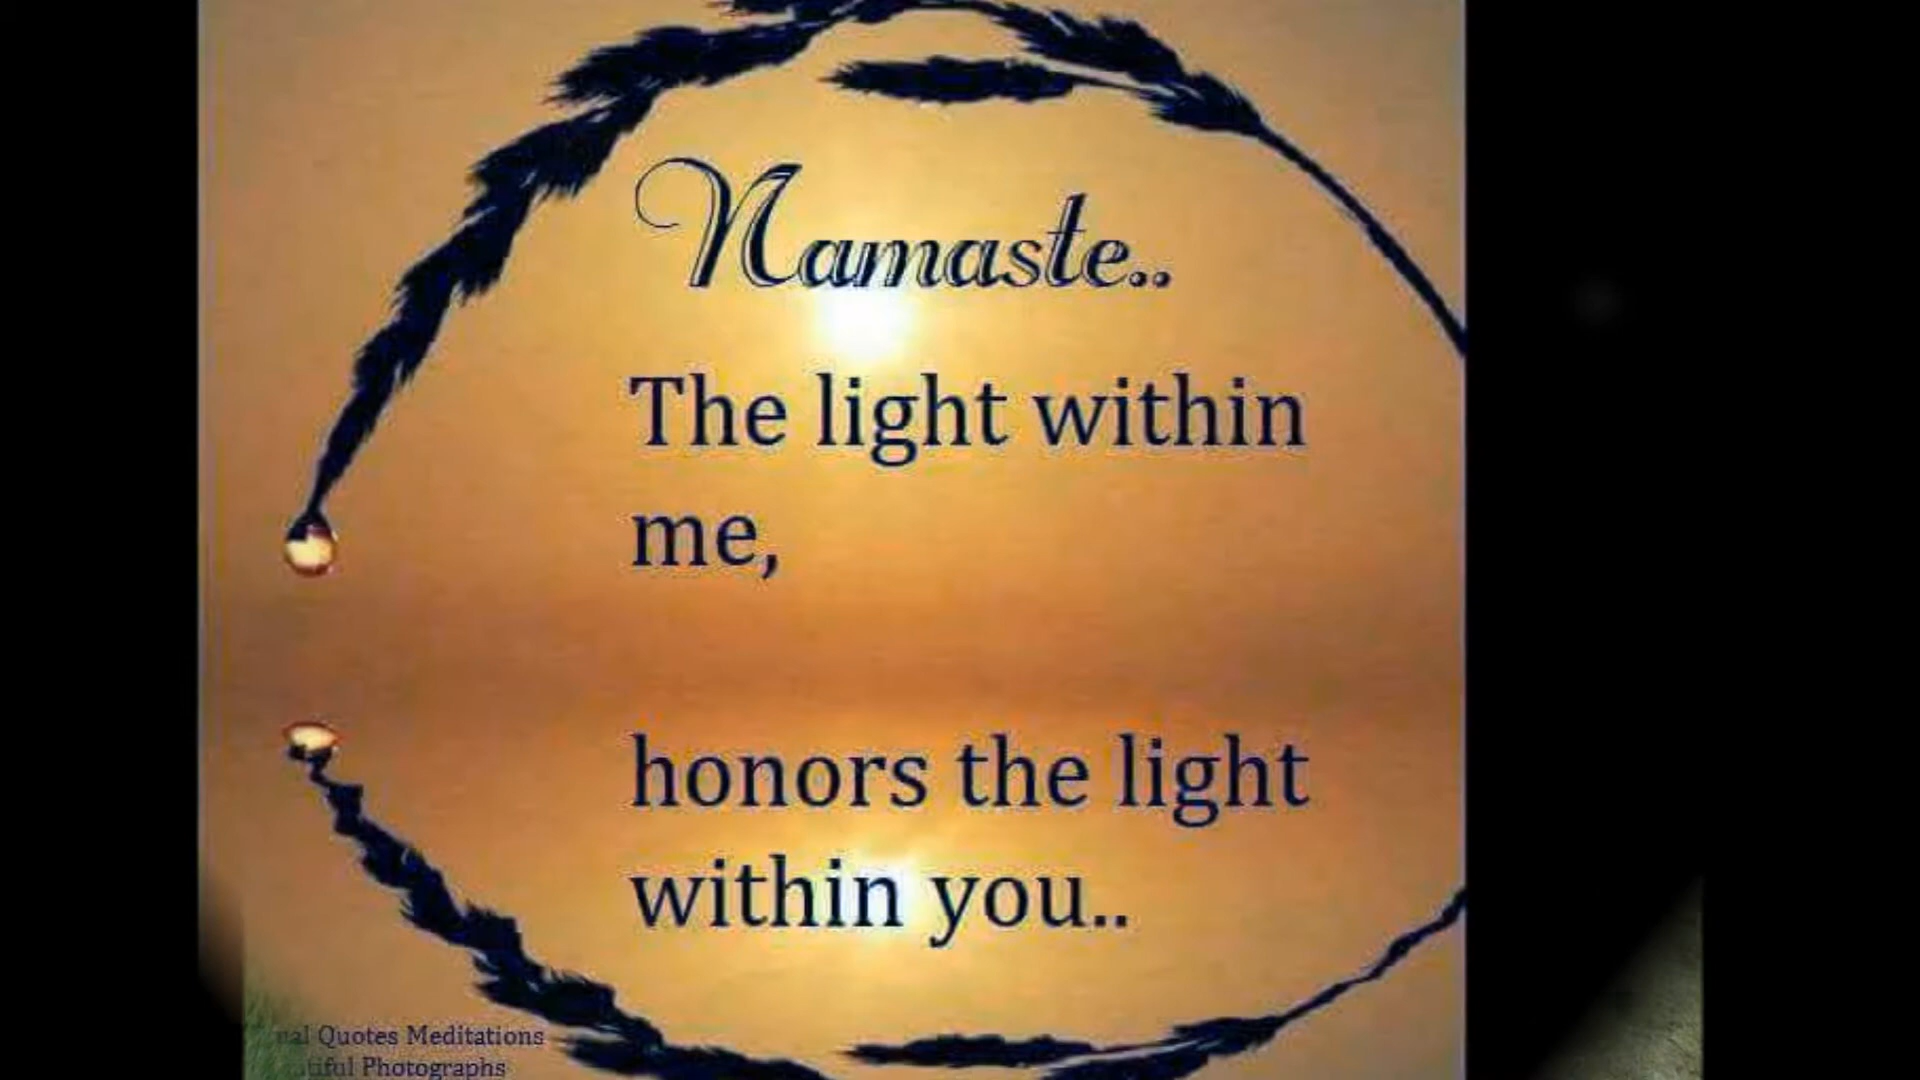 Namaste..
The light within
me,
honors the light
within you..
Quotes Meditations
Photographs